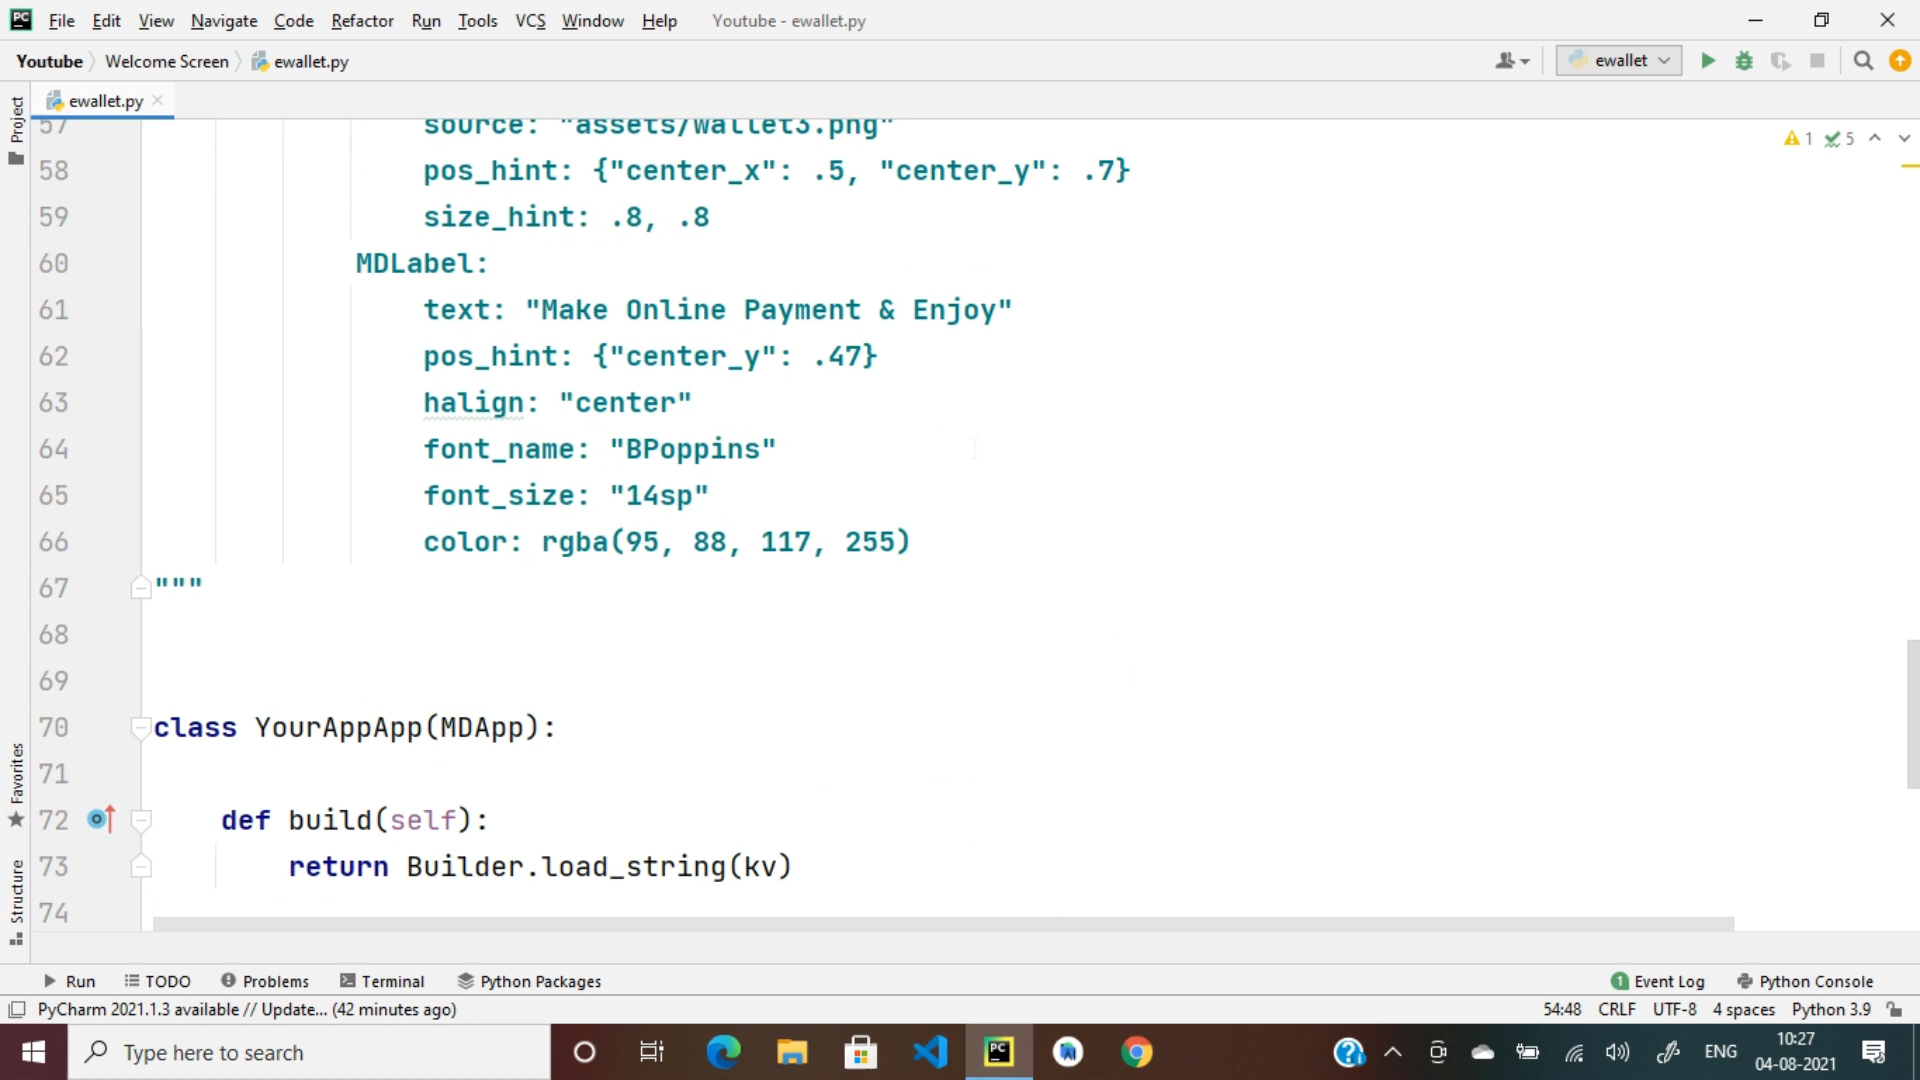 PC File Edit View Navigate Code Refactor Run Tools VCS Window Help Youtube - ewallet.py
Youtube Welcome Screen ewallet.py ewallet
ewallet.py
Project
57 source: "assets/wallet3.png"
1 5
58 pos_hint: {"center_x": .5, "center_y": .7}
59 size_hint: .8, .8
60 MDLabel:
61 text: "Make Online Payment & Enjoy"
62 pos_hint: {"center_y": .47}
63 halign: "center"
64 font_name: "BPoppins"
65 font_size: "14sp"
66 color: rgba(95, 88, 117, 255)
67 """
68
69
70 class YourAppApp(MDApp):
71
72 def build(self):
73 return Builder.load_string(kv)
74
Favorites
Structure
Run TODO Problems Terminal Python Packages 1 Event Log Python Console
PyCharm 2021.1.3 available // Update... (42 minutes ago) 54:48 CRLF UTF-8 4 spaces Python 3.9
Type here to search PC ENG 10:27
04-08-2021